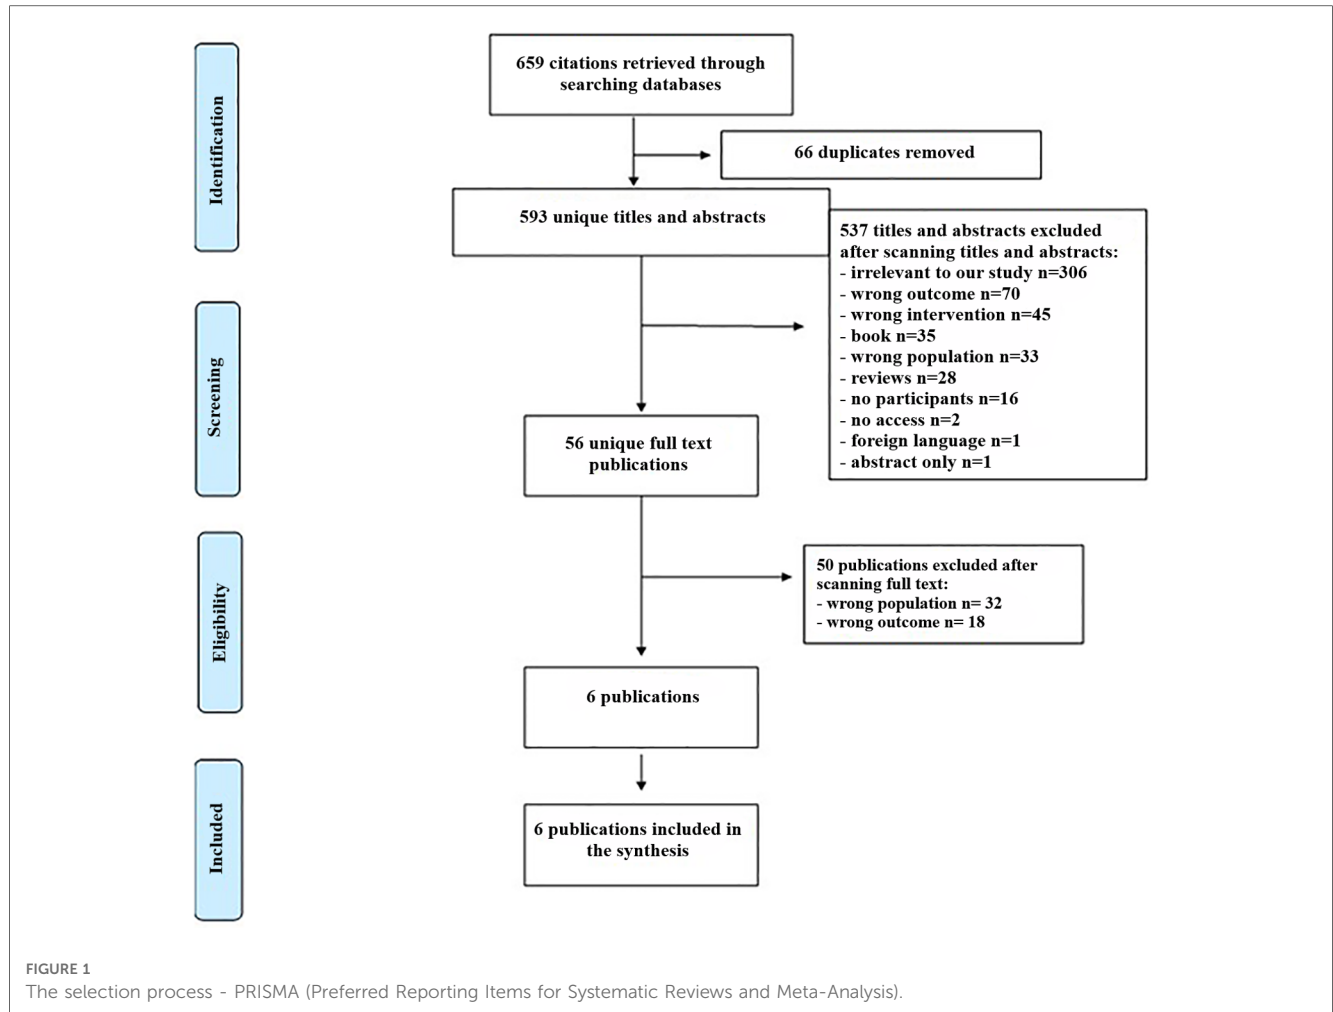 Identification
659 citations retrieved through
searching databases
66 duplicates removed
593 unique titles and abstracts
537 titles and abstracts excluded
after scanning titles and abstracts:
- irrelevant to our study n=306
- wrong outcome n=70
- wrong intervention n=45
- book n=35
- wrong population n=33
- reviews n=28
- no participants n=16
- no access n=2
- foreign language n=1
- abstract only n=1
Screening
56 unique full text
publications
Eligibility
50 publications excluded after
scanning full text:
- wrong population n= 32
- wrong outcome n= 18
6 publications
Included
6 publications included in
the synthesis
FIGURE 1
The selection process - PRISMA (Preferred Reporting Items for Systematic Reviews and Meta-Analysis).